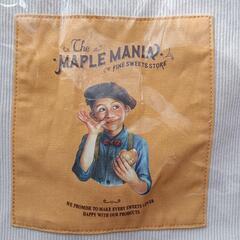 The
MAPLE MANIA
FINE SWEETS STORE
WE PROMISE TO MAKE EVERY SWEETS LOVER
HAPPY WITH OUR PRODUCTS